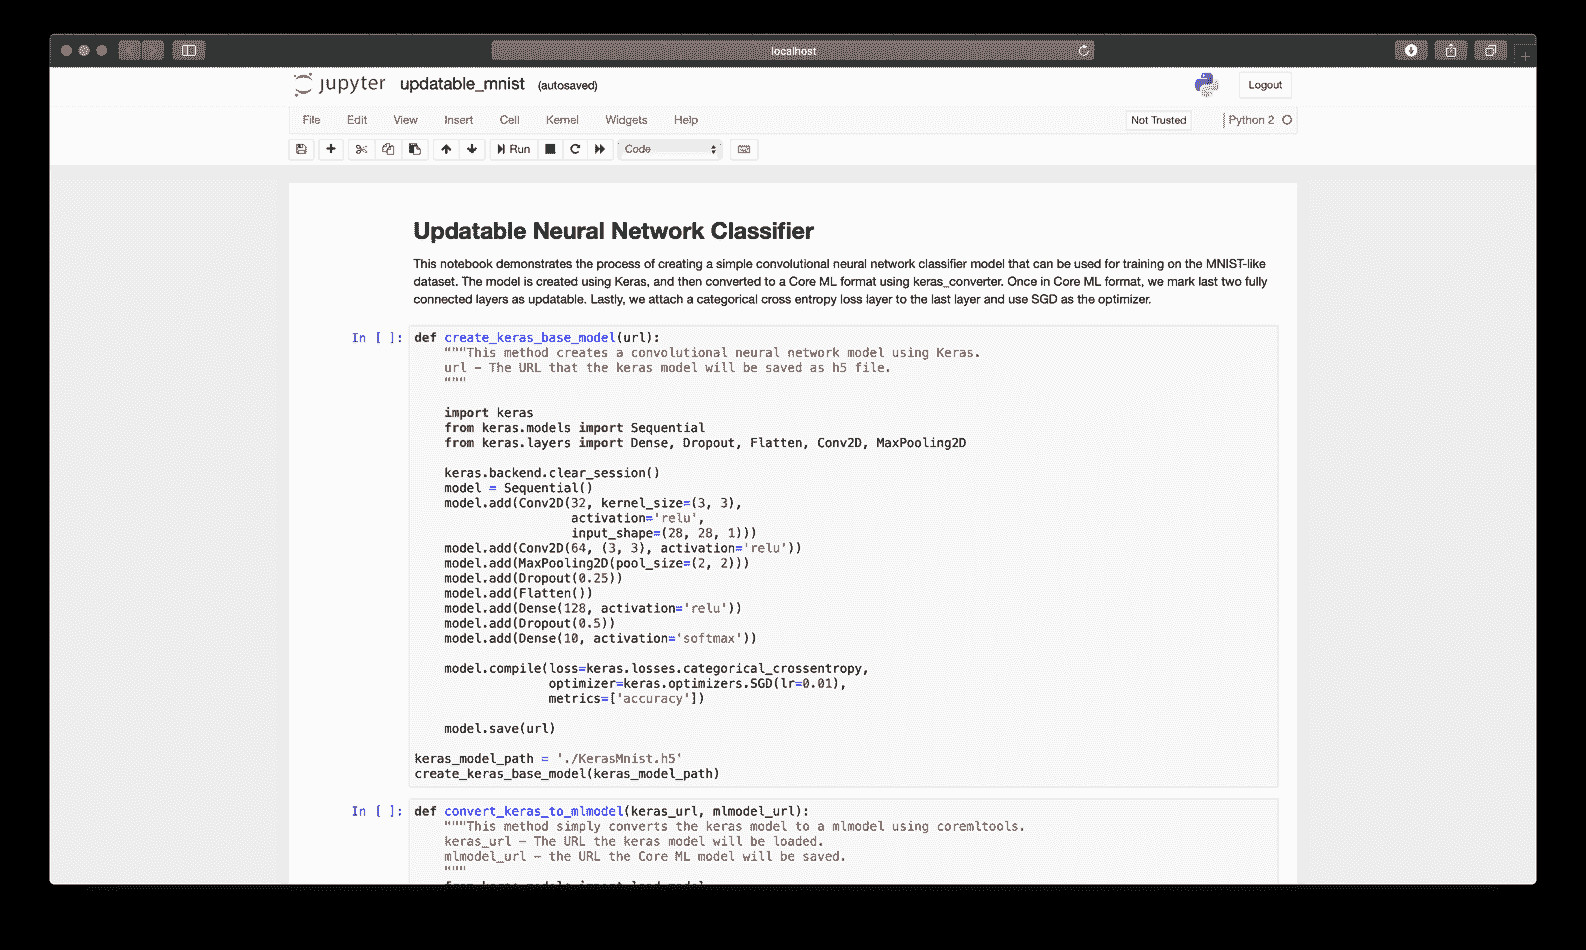 localhost
jupyter updatable_mnist (autosaved)
Logout
File Edit View Insert Cell Kernel Widgets Help
Not Trusted
Python 2
Run
Code
Updatable Neural Network Classifier
This notebook demonstrates the process of creating a simple convolutional neural network classifier model that can be used for training on the MNIST-like
dataset. The model is created using Keras, and then converted to a Core ML format using keras_converter. Once in Core ML format, we mark last two fully
connected layers as updatable. Lastly, we attach a categorical cross entropy loss layer to the last layer and use SGD as the optimizer.
In [ ]: def create_keras_base_model(url):
"""This method creates a convolutional neural network model using Keras.
url - The URL that the keras model will be saved as h5 file.
"""
import keras
from keras.models import Sequential
from keras.layers import Dense, Dropout, Flatten, Conv2D, MaxPooling2D
keras.backend.clear_session()
model = Sequential()
model.add(Conv2D(32, kernel_size=(3, 3),
activation='relu',
input_shape=(28, 28, 1)))
model.add(Conv2D(64, (3, 3), activation='relu'))
model.add(MaxPooling2D(pool_size=(2, 2)))
model.add(Dropout(0.25))
model.add(Flatten())
model.add(Dense(128, activation='relu'))
model.add(Dropout(0.5))
model.add(Dense(10, activation='softmax'))
model.compile(loss=keras.losses.categorical_crossentropy,
optimizer=keras.optimizers.SGD(lr=0.01),
metrics=['accuracy'])
model.save(url)
keras_model_path = './KerasMnist.h5'
create_keras_base_model(keras_model_path)
In [ ]: def convert_keras_to_mlmodel(keras_url, mlmodel_url):
"""This method simply converts the keras model to a mlmodel using coremltools.
keras_url - The URL the keras model will be loaded.
mlmodel_url - the URL the Core ML model will be saved.
"""